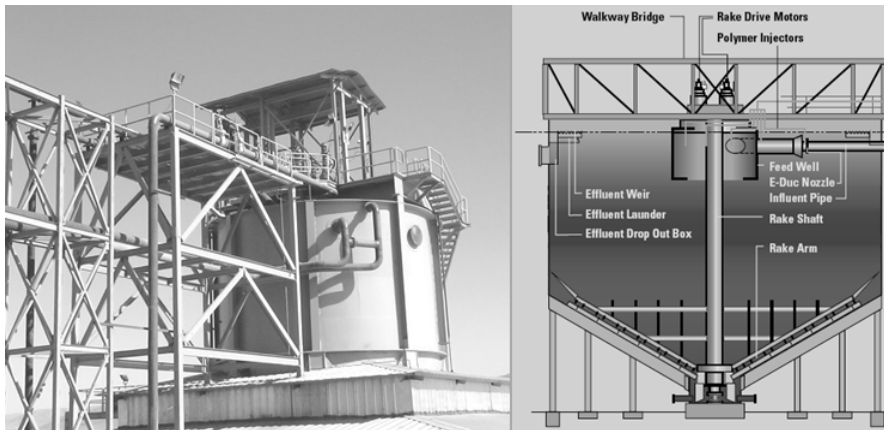 Walkway Bridge
Rake Drive Motors
Polymer Injectors
Feed Well
E-Duc Nozzle
Influent Pipe
Effluent Weir
Effluent Launder
Effluent Drop Out Box
Rake Shaft
Rake Arm